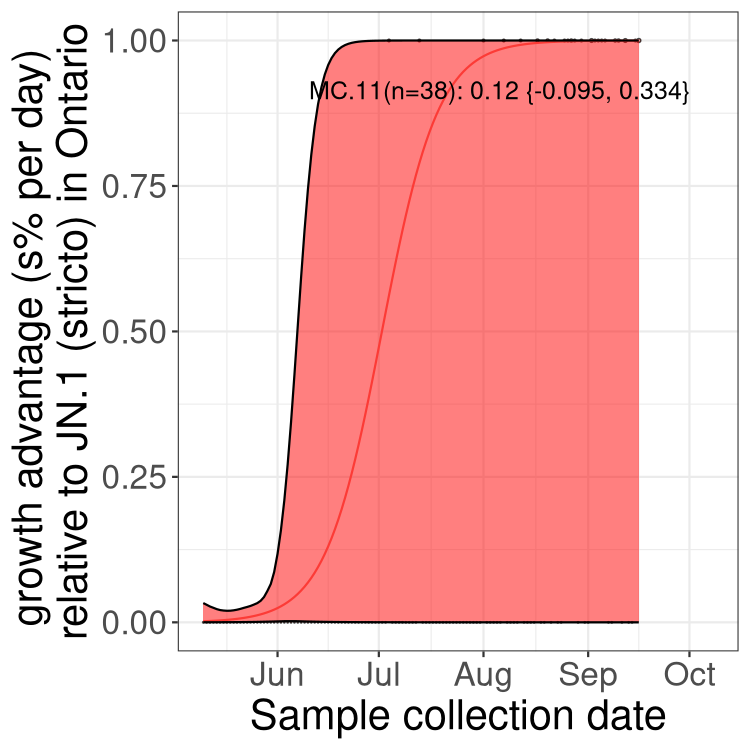 growth advantage (s% per day)
relative to JN.1 (stricto) in Ontario
1.00
0.75
0.50
0.25
0.00
MC.11(n=38): 0.12 {-0.095, 0.334}
Jun
Jul
Aug
Sep
Oct
Sample collection date